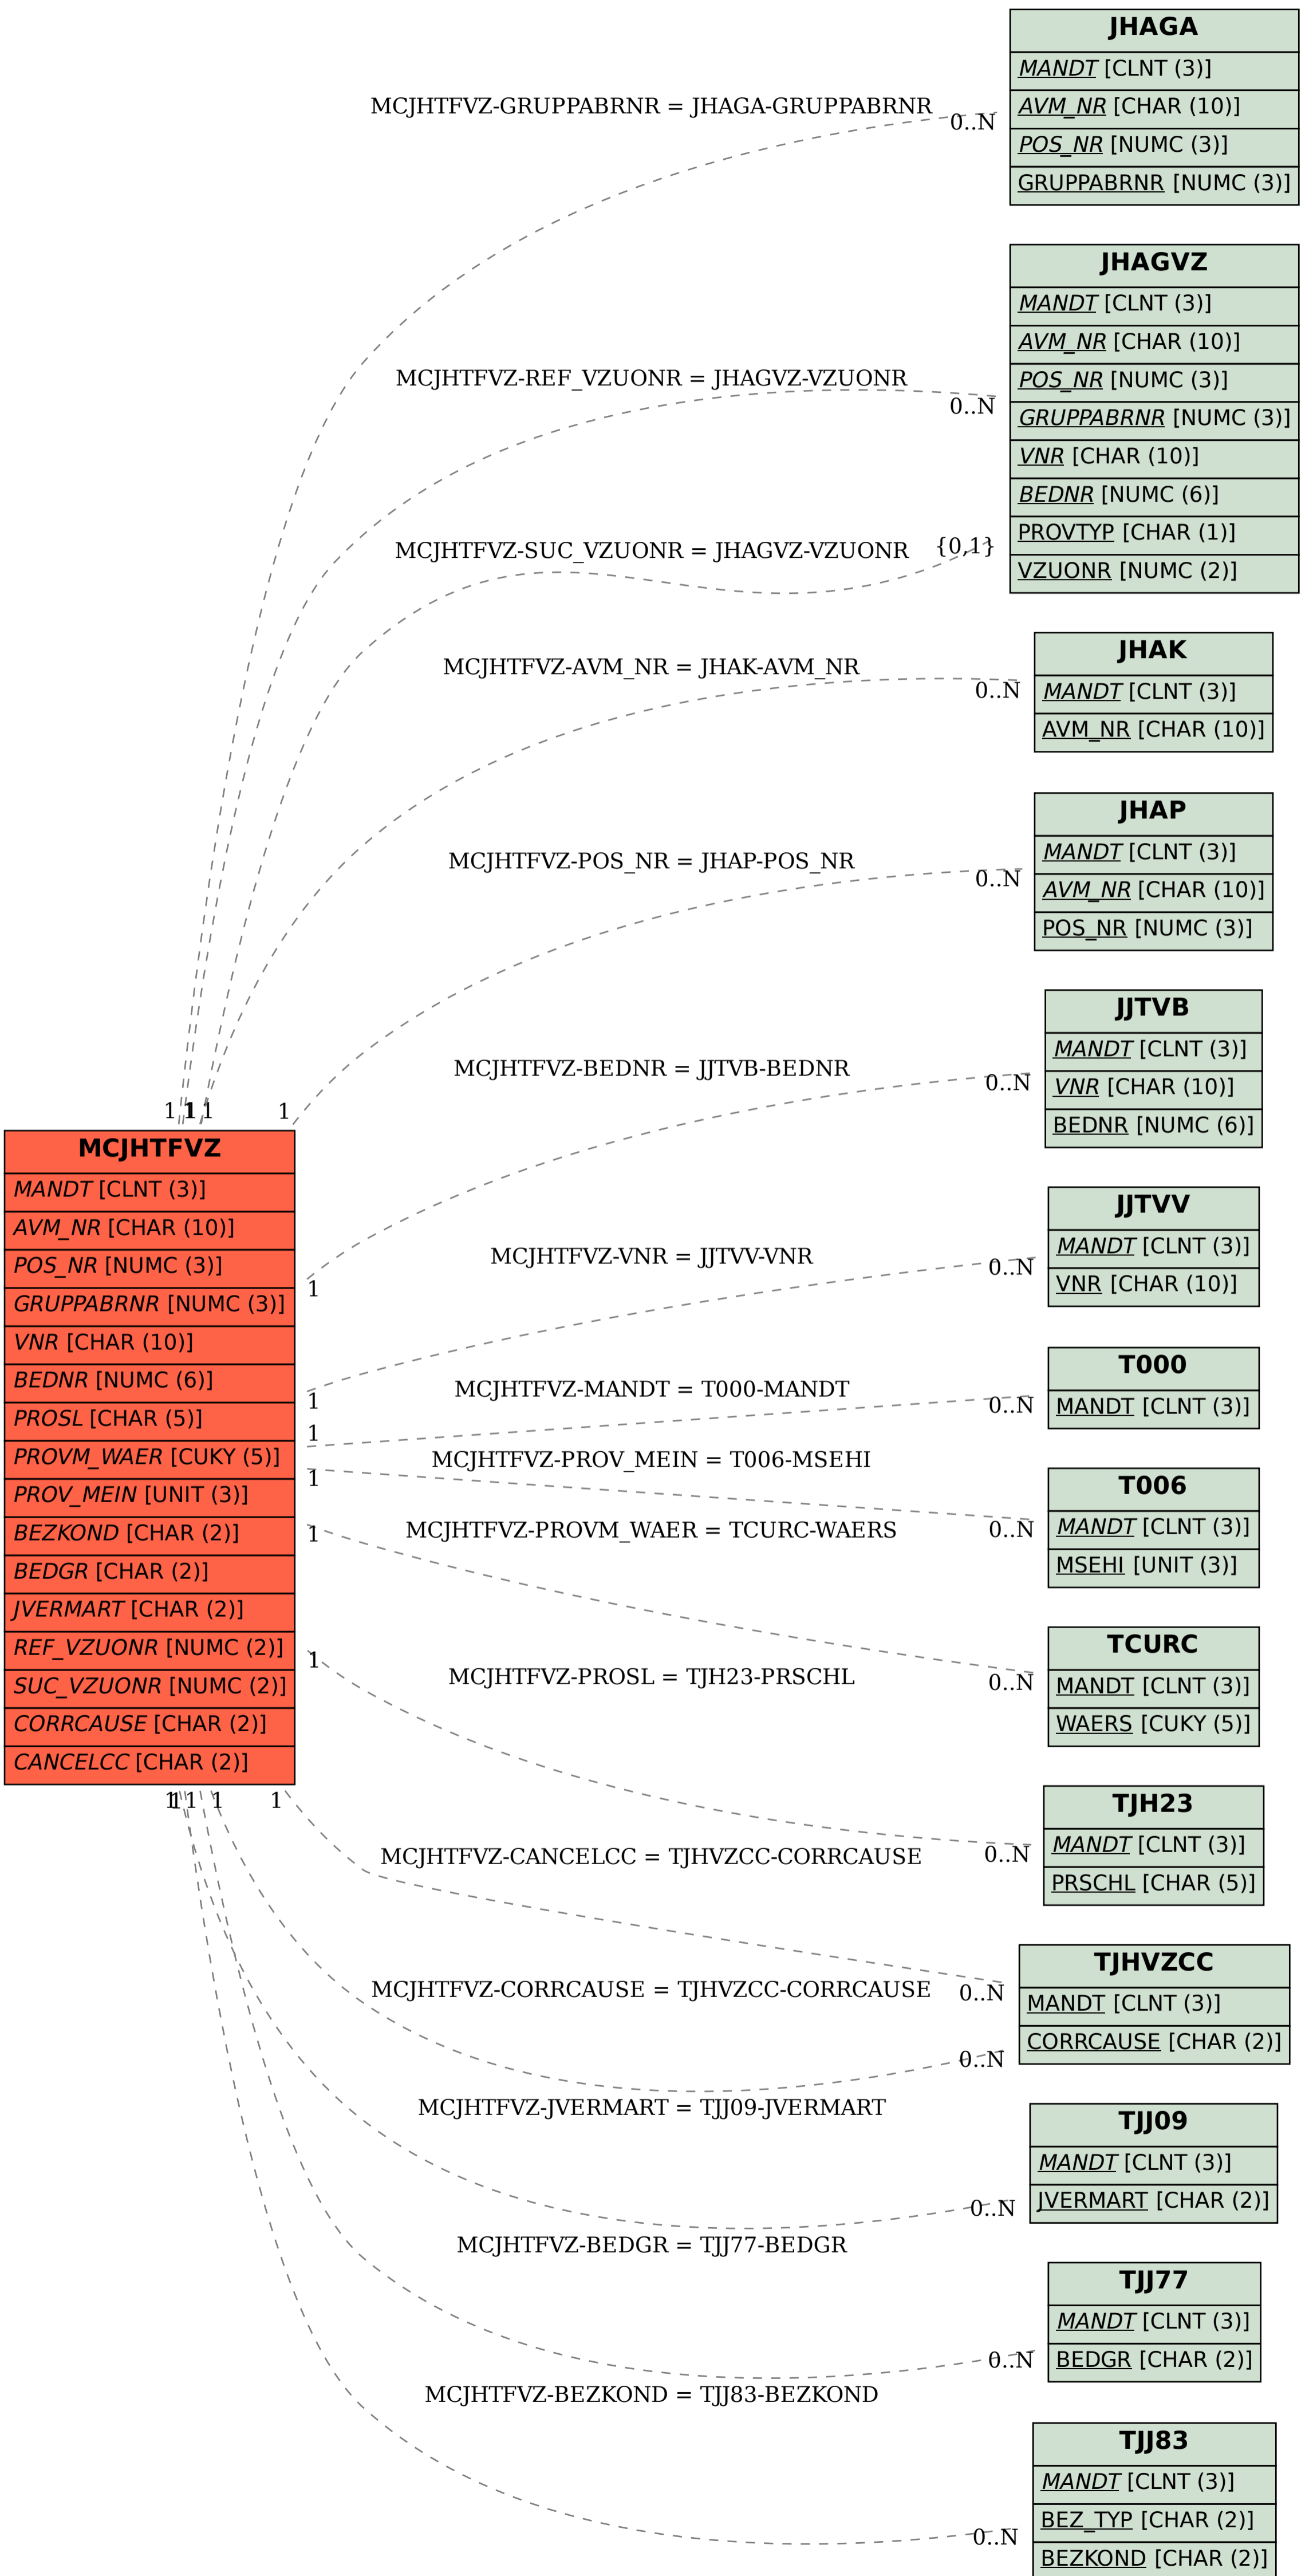 JHAGA
MANDT [CLNT (3)]
AVM_NR [CHAR (10)]
POS_NR [NUMC (3)]
GRUPPABRNR [NUMC (3)]
MCJHTFVZ-GRUPPABRNR = JHAGA-GRUPPABRNR
0..N
JHAGVZ
MANDT [CLNT (3)]
AVM_NR [CHAR (10)]
POS_NR [NUMC (3)]
GRUPPABRNR [NUMC (3)]
VNR [CHAR (10)]
BEDNR [NUMC (6)]
PROVTYP [CHAR (1)]
VZUONR [NUMC (2)]
MCJHTFVZ-REF_VZUONR = JHAGVZ-VZUONR
0..N
MCJHTFVZ-SUC_VZUONR = JHAGVZ-VZUONR
{0,1}
JHAK
MANDT [CLNT (3)]
AVM_NR [CHAR (10)]
MCJHTFVZ-AVM_NR = JHAK-AVM_NR
0..N
JHAP
MANDT [CLNT (3)]
AVM_NR [CHAR (10)]
POS_NR [NUMC (3)]
MCJHTFVZ-POS_NR = JHAP-POS_NR
0..N
JJTVB
MANDT [CLNT (3)]
VNR [CHAR (10)]
BEDNR [NUMC (6)]
MCJHTFVZ-BEDNR = JJTVB-BEDNR
0..N
1 1 1 1 1
MCJHTFVZ
MANDT [CLNT (3)]
AVM_NR [CHAR (10)]
POS_NR [NUMC (3)]
GRUPPABRNR [NUMC (3)]
VNR [CHAR (10)]
BEDNR [NUMC (6)]
PROSL [CHAR (5)]
PROVM_WAER [CUKY (5)]
PROV_MEIN [UNIT (3)]
BEZKOND [CHAR (2)]
BEDGR [CHAR (2)]
JVERMART [CHAR (2)]
REF_VZUONR [NUMC (2)]
SUC_VZUONR [NUMC (2)]
CORRCAUSE [CHAR (2)]
CANCELCC [CHAR (2)]
1
1
1
1
1
1
1 1 1 1 1
JJTVV
MANDT [CLNT (3)]
VNR [CHAR (10)]
MCJHTFVZ-VNR = JJTVV-VNR
0..N
T000
MANDT [CLNT (3)]
MCJHTFVZ-MANDT = T000-MANDT
0..N
T006
MANDT [CLNT (3)]
MSEHI [UNIT (3)]
MCJHTFVZ-PROV_MEIN = T006-MSEHI
0..N
MCJHTFVZ-PROVM_WAER = TCURC-WAERS
TCURC
MANDT [CLNT (3)]
WAERS [CUKY (5)]
0..N
MCJHTFVZ-PROSL = TJH23-PRSCHL
TJH23
MANDT [CLNT (3)]
PRSCHL [CHAR (5)]
0..N
MCJHTFVZ-CANCELCC = TJHVZCC-CORRCAUSE
TJHVZCC
MANDT [CLNT (3)]
CORRCAUSE [CHAR (2)]
0..N
MCJHTFVZ-CORRCAUSE = TJHVZCC-CORRCAUSE
0..N
MCJHTFVZ-JVERMART = TJJ09-JVERMART
TJJ09
MANDT [CLNT (3)]
JVERMART [CHAR (2)]
0..N
MCJHTFVZ-BEDGR = TJJ77-BEDGR
TJJ77
MANDT [CLNT (3)]
BEDGR [CHAR (2)]
0..N
MCJHTFVZ-BEZKOND = TJJ83-BEZKOND
TJJ83
MANDT [CLNT (3)]
BEZ_TYP [CHAR (2)]
BEZKOND [CHAR (2)]
0..N